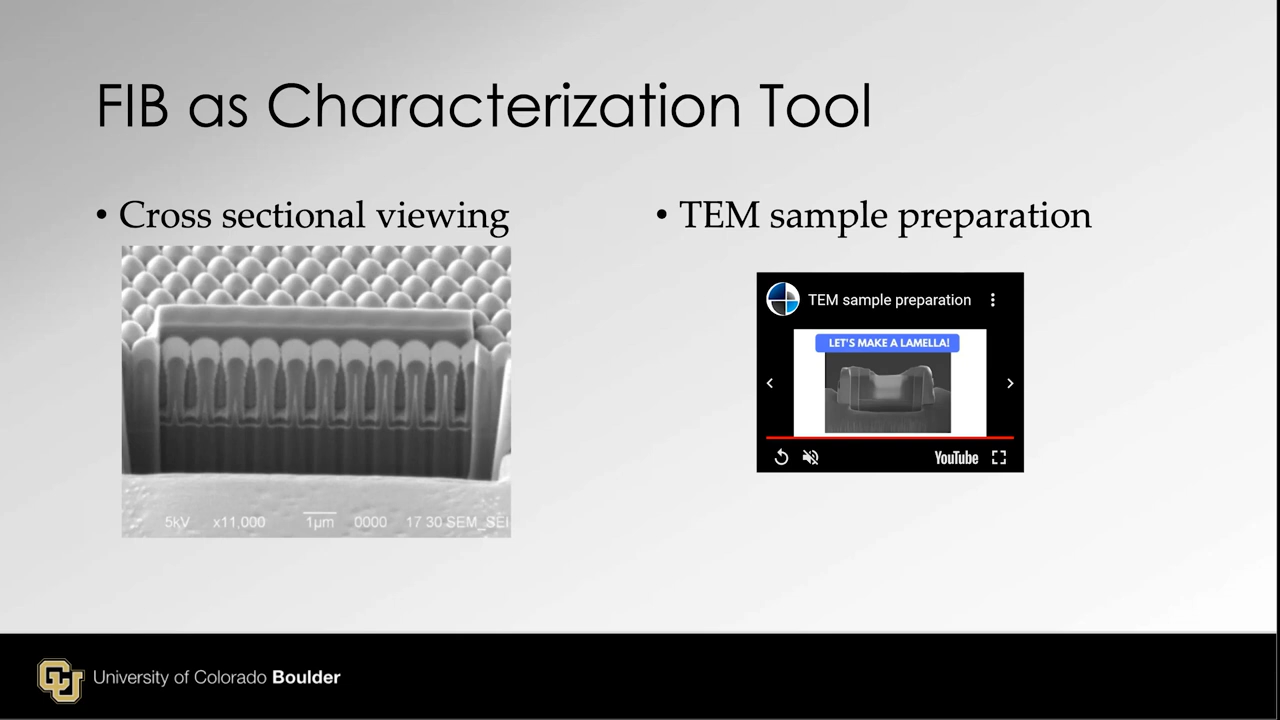 FIB as Characterization Tool
• Cross sectional viewing
5kV x11,000 1µm 0000 17 30 SEM_SEI
• TEM sample preparation
TEM sample preparation
LET'S MAKE A LAMELLA!
YouTube
CU
University of Colorado Boulder